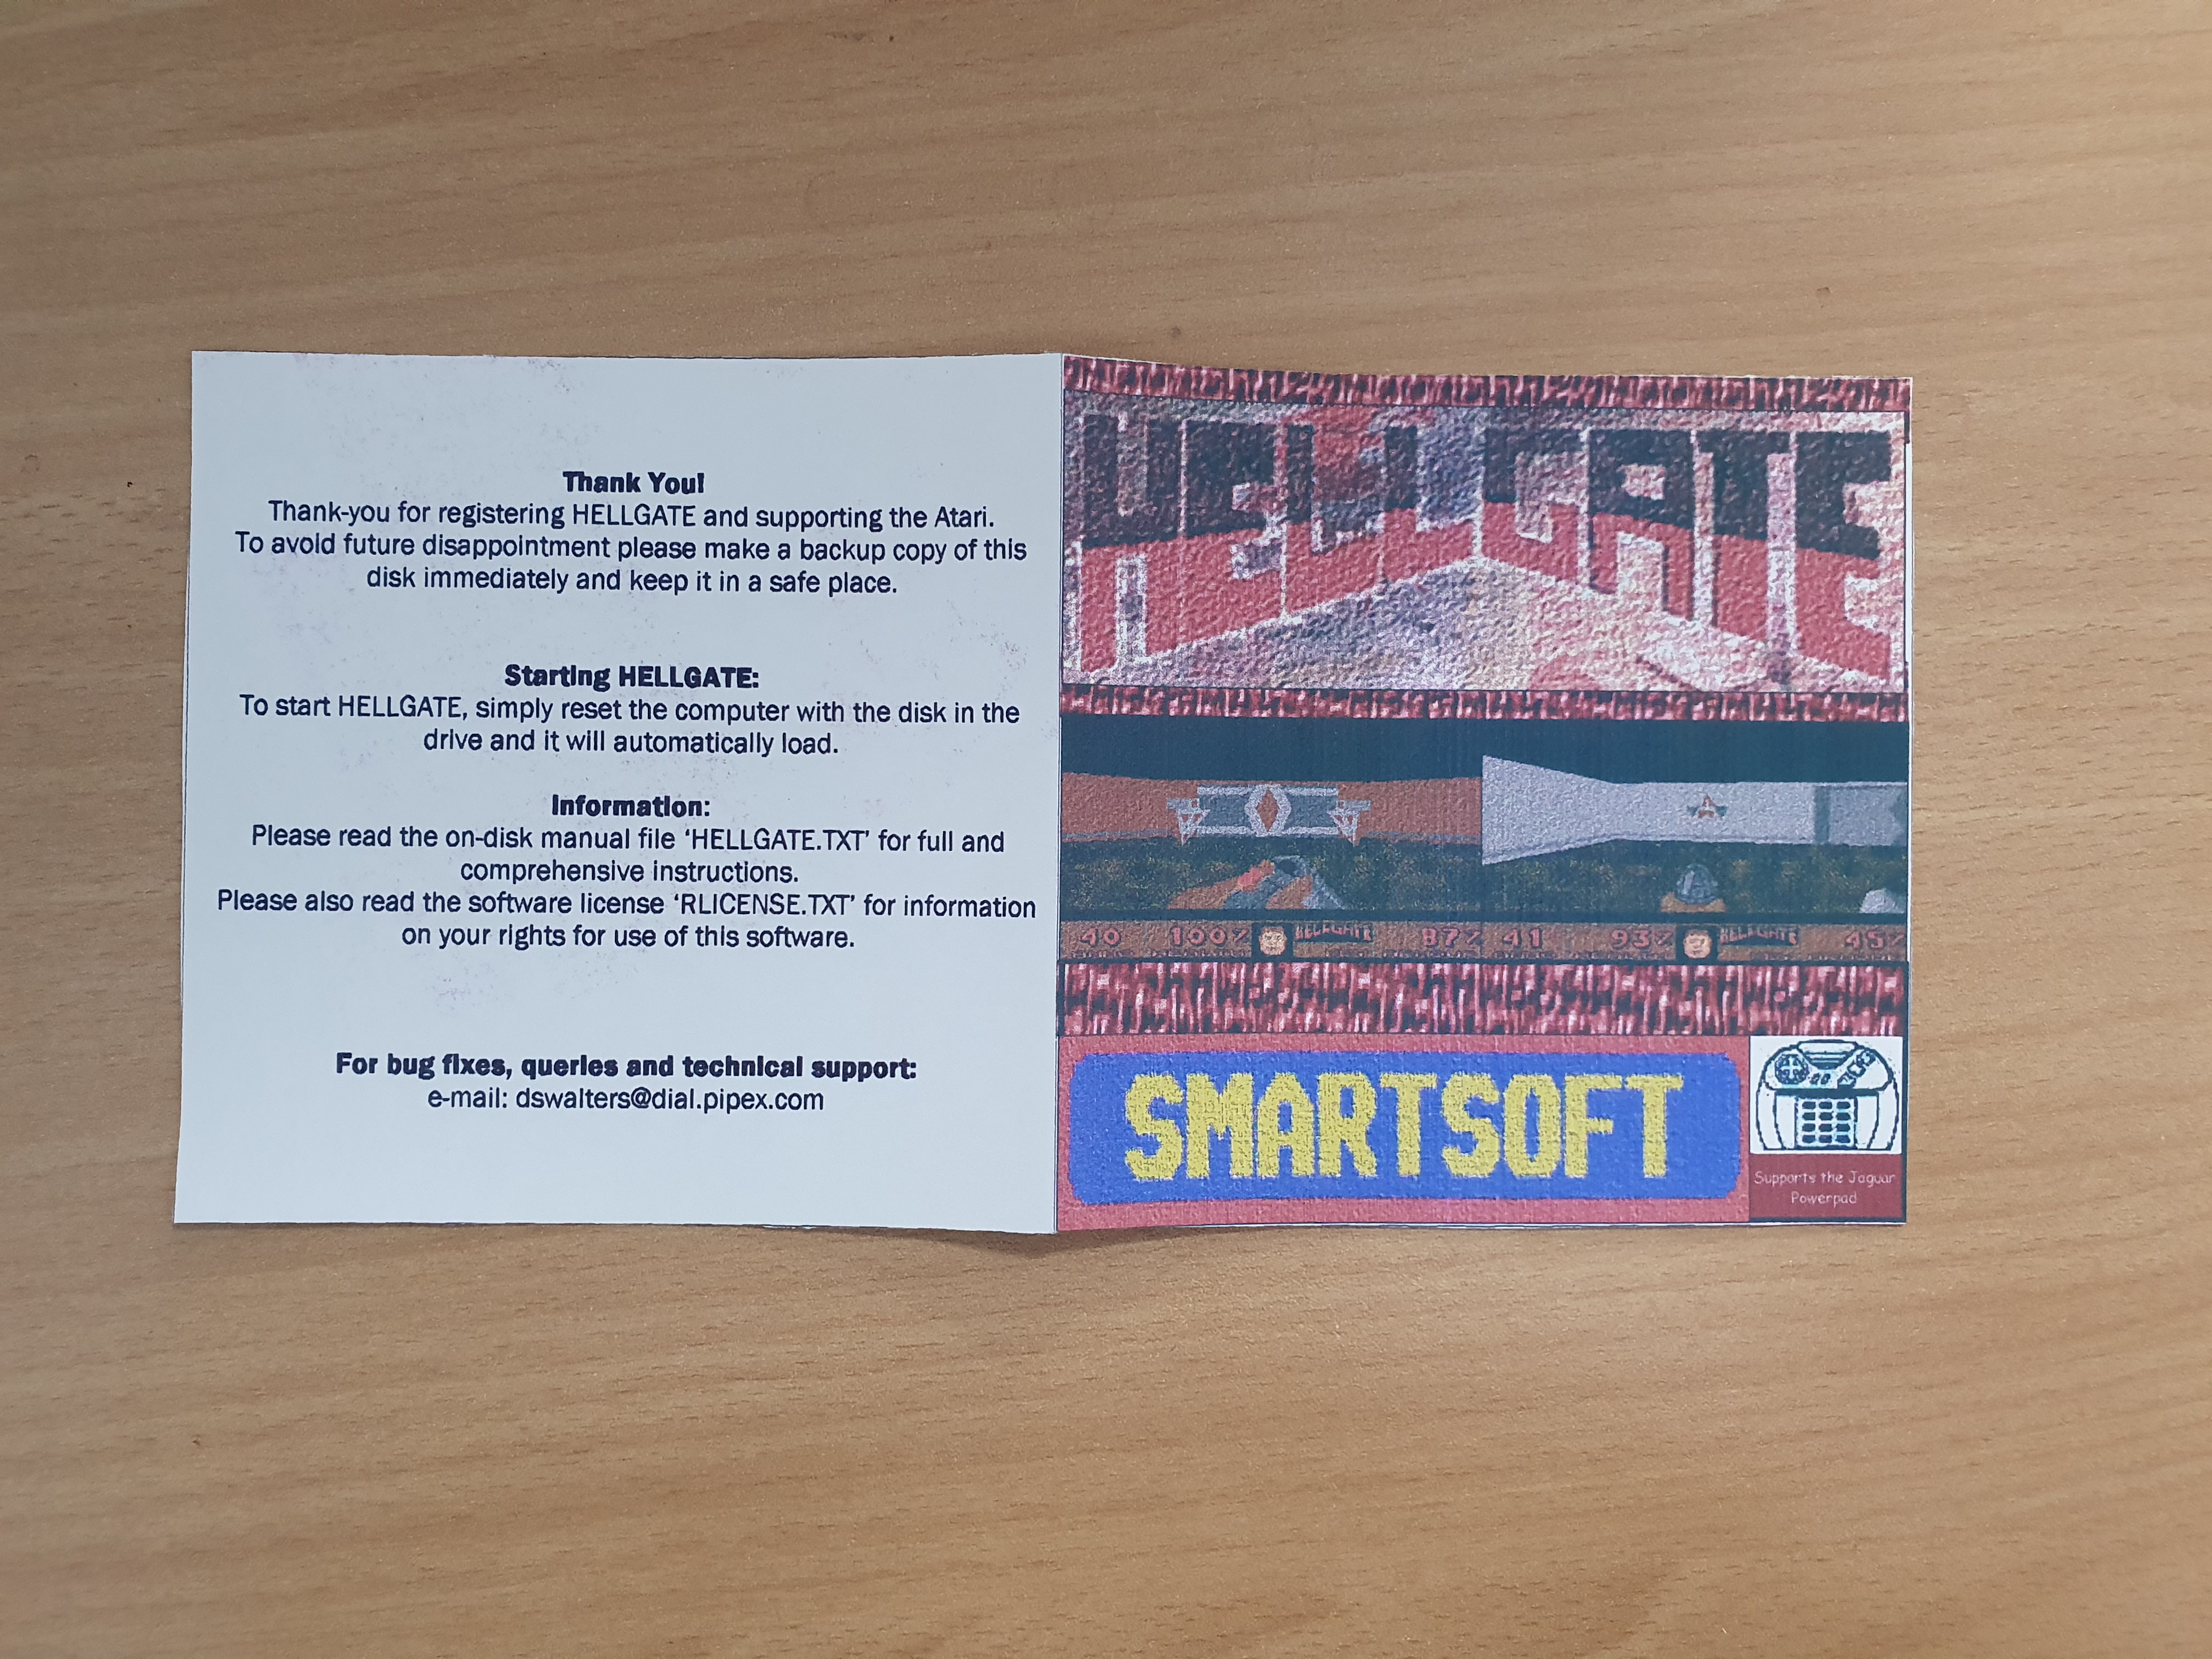 Thank You!
Thank-you for registering HELLGATE and supporting the Atari.
To avoid future disappointment please make a backup copy of this
disk immediately and keep it in a safe place.
Starting HELLGATE:
To start HELLGATE, simply reset the computer with the disk in the
drive and it will automatically load.
Information:
Please read the on-disk manual file ‘HELLGATE.TXT’ for full and
comprehensive instructions.
Please also read the software license ‘RLICENSE.TXT’ for information
on your rights for use of this software.
For bug fixes, queries and technical support:
e-mail: dswalters@dial.pipex.com
HELLGATE
40 100% HELLGATE 87% 41 93% HELLGATE 45%
SMARTSOFT
Supports the Jaguar
Powerpad